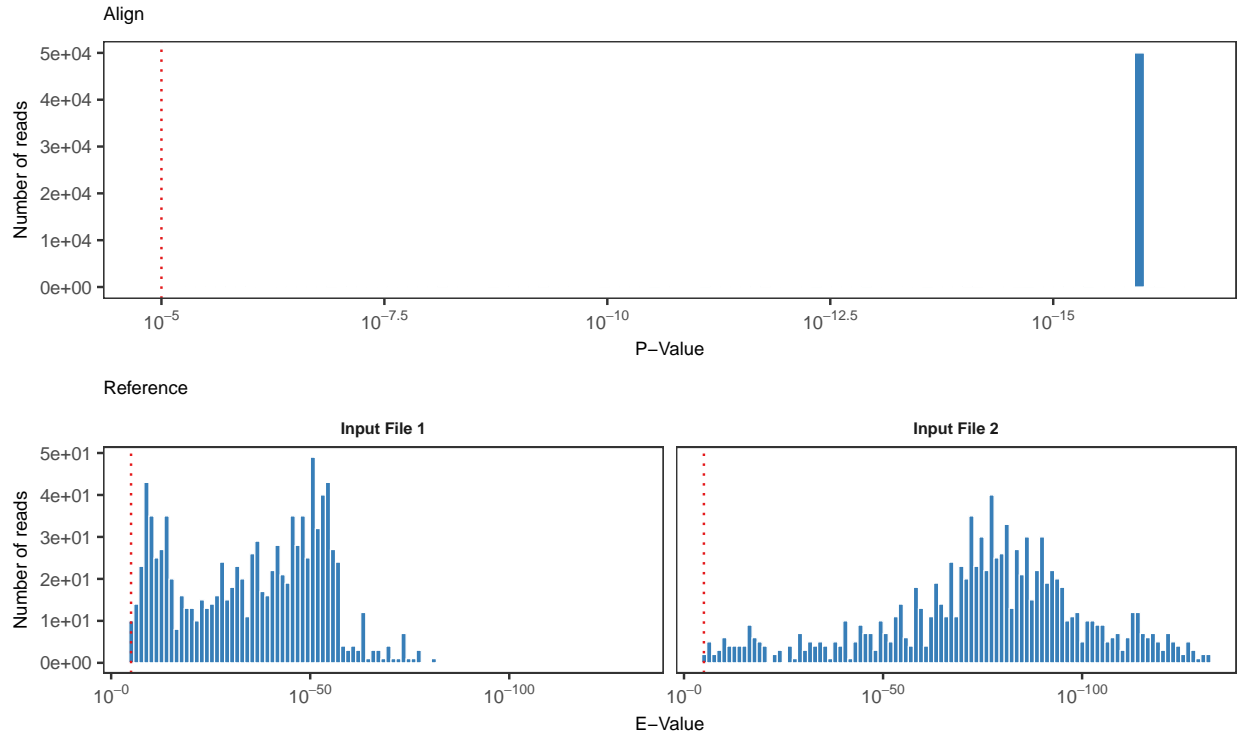 Align
Number of reads
5e+04
4e+04
3e+04
2e+04
1e+04
0e+00
10⁻⁵ 10⁻⁷·⁵ 10⁻¹⁰ 10⁻¹²·⁵ 10⁻¹⁵
P−Value
Reference
Input File 1 Input File 2
Number of reads
5e+01
4e+01
3e+01
2e+01
1e+01
0e+00
10⁻⁰ 10⁻⁵⁰ 10⁻¹⁰⁰ 10⁻⁰ 10⁻⁵⁰ 10⁻¹⁰⁰
E−Value